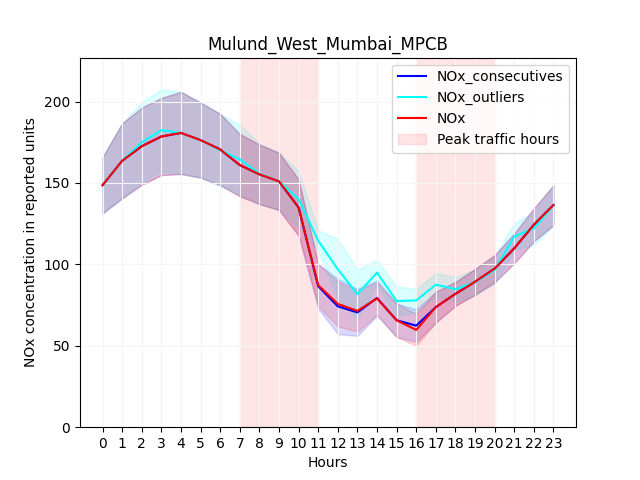 Mulund_West_Mumbai_MPCB
NOx_consecutives
NOx_outliers
NOx
Peak traffic hours
NOx concentration in reported units
200
150
100
50
0
0 1 2 3 4 5 6 7 8 9 10 11 12 13 14 15 16 17 18 19 20 21 22 23
Hours